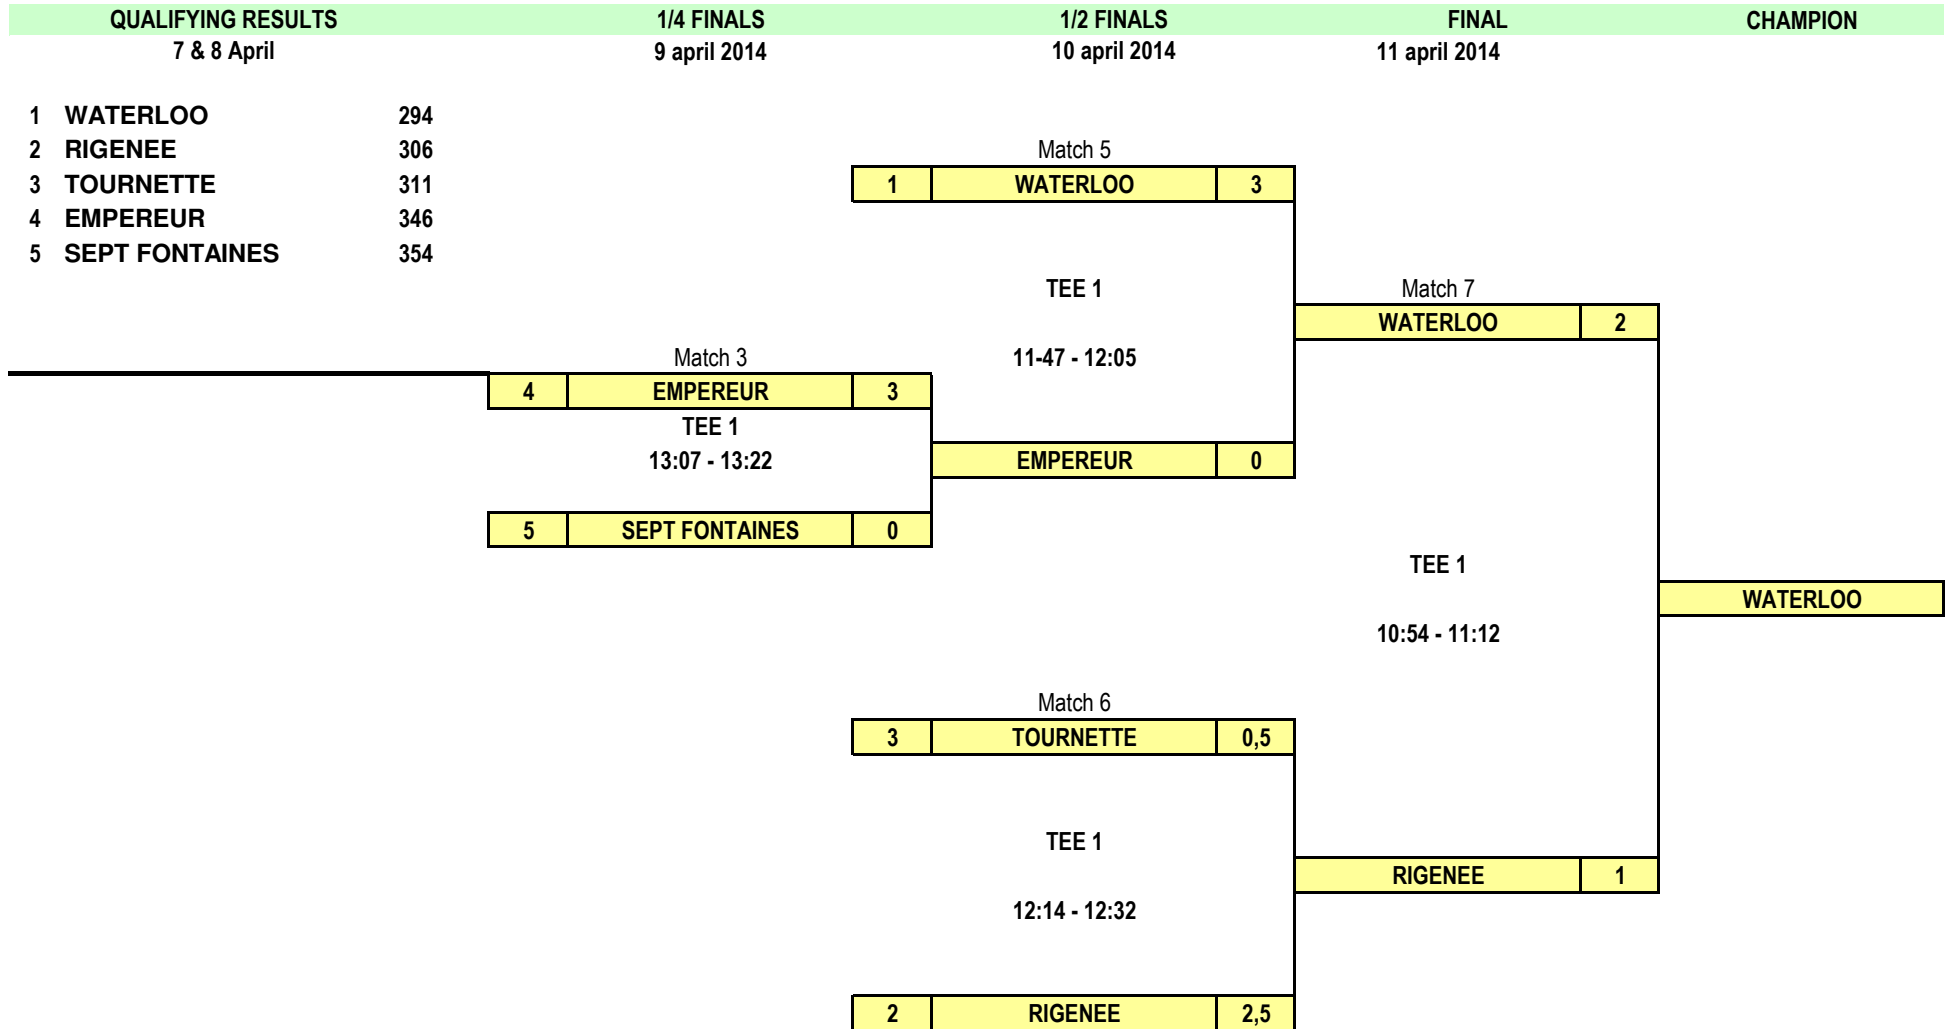 QUALIFYING RESULTS 1/4 FINALS 1/2 FINALS FINAL CHAMPION
7 & 8 April 9 april 2014 10 april 2014 11 april 2014
1 WATERLOO 294
2 RIGENEE 306 Match 5
3 TOURNETTE 311 1 WATERLOO 3
4 EMPEREUR 346
5 SEPT FONTAINES 354
TEE 1 Match 7
WATERLOO 2
Match 3 11-47 - 12:05
4 EMPEREUR 3
TEE 1
13:07 - 13:22 EMPEREUR 0
5 SEPT FONTAINES 0
TEE 1
WATERLOO
10:54 - 11:12
Match 6
3 TOURNETTE 0,5
TEE 1
RIGENEE 1
12:14 - 12:32
2 RIGENEE 2,5